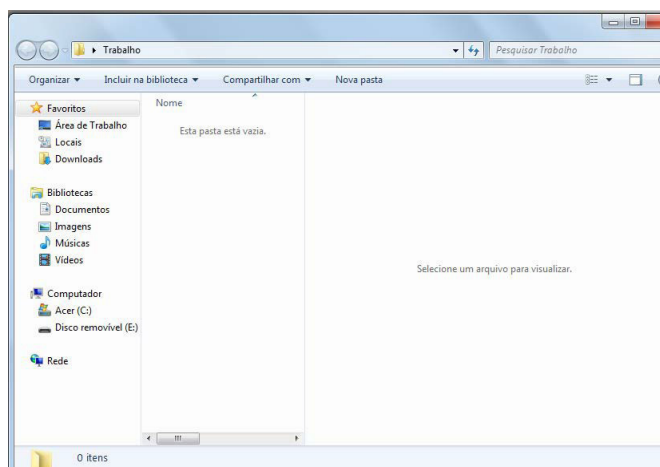 Trabalho
Pesquisar Trabalho
Organizar Incluir na biblioteca Compartilhar com Nova pasta
Favoritos
Área de Trabalho
Locais
Downloads
Bibliotecas
Documentos
Imagens
Músicas
Vídeos
Computador
Acer (C:)
Disco removível (E:)
Rede
Nome
Esta pasta está vazia.
Selecione um arquivo para visualizar.
0 itens